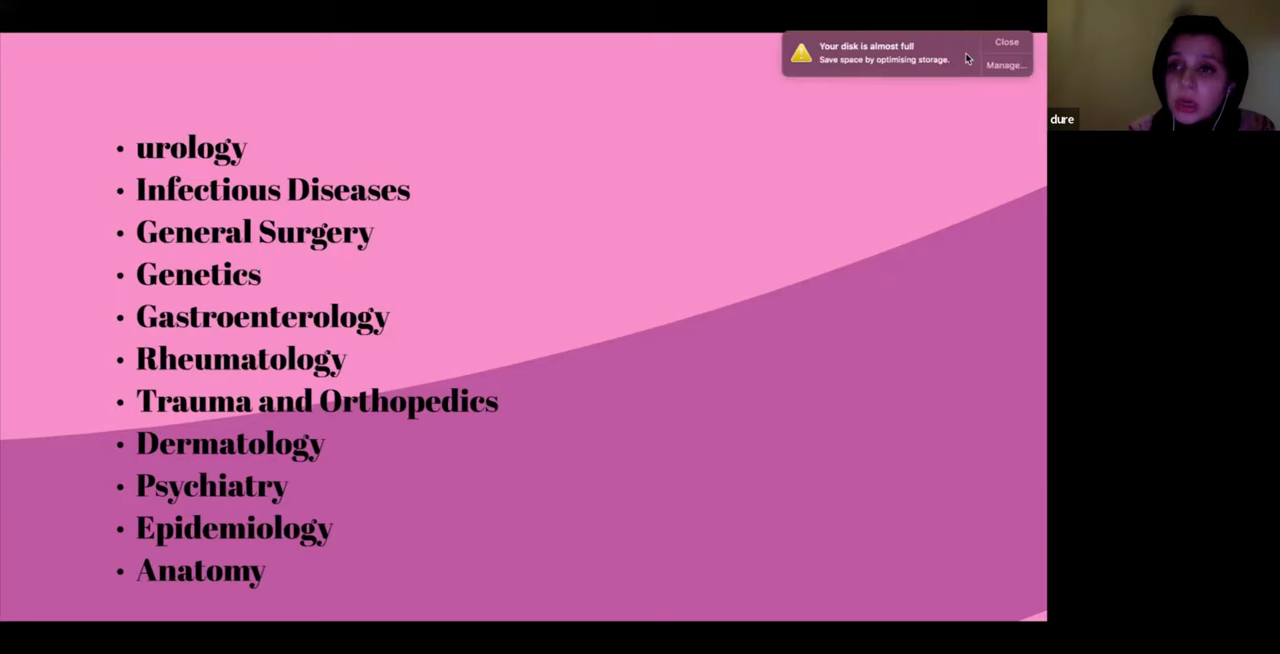 Your disk is almost full
Save space by optimising storage.
Close
Manage...
dure
• urology
• Infectious Diseases
• General Surgery
• Genetics
• Gastroenterology
• Rheumatology
• Trauma and Orthopedics
• Dermatology
• Psychiatry
• Epidemiology
• Anatomy